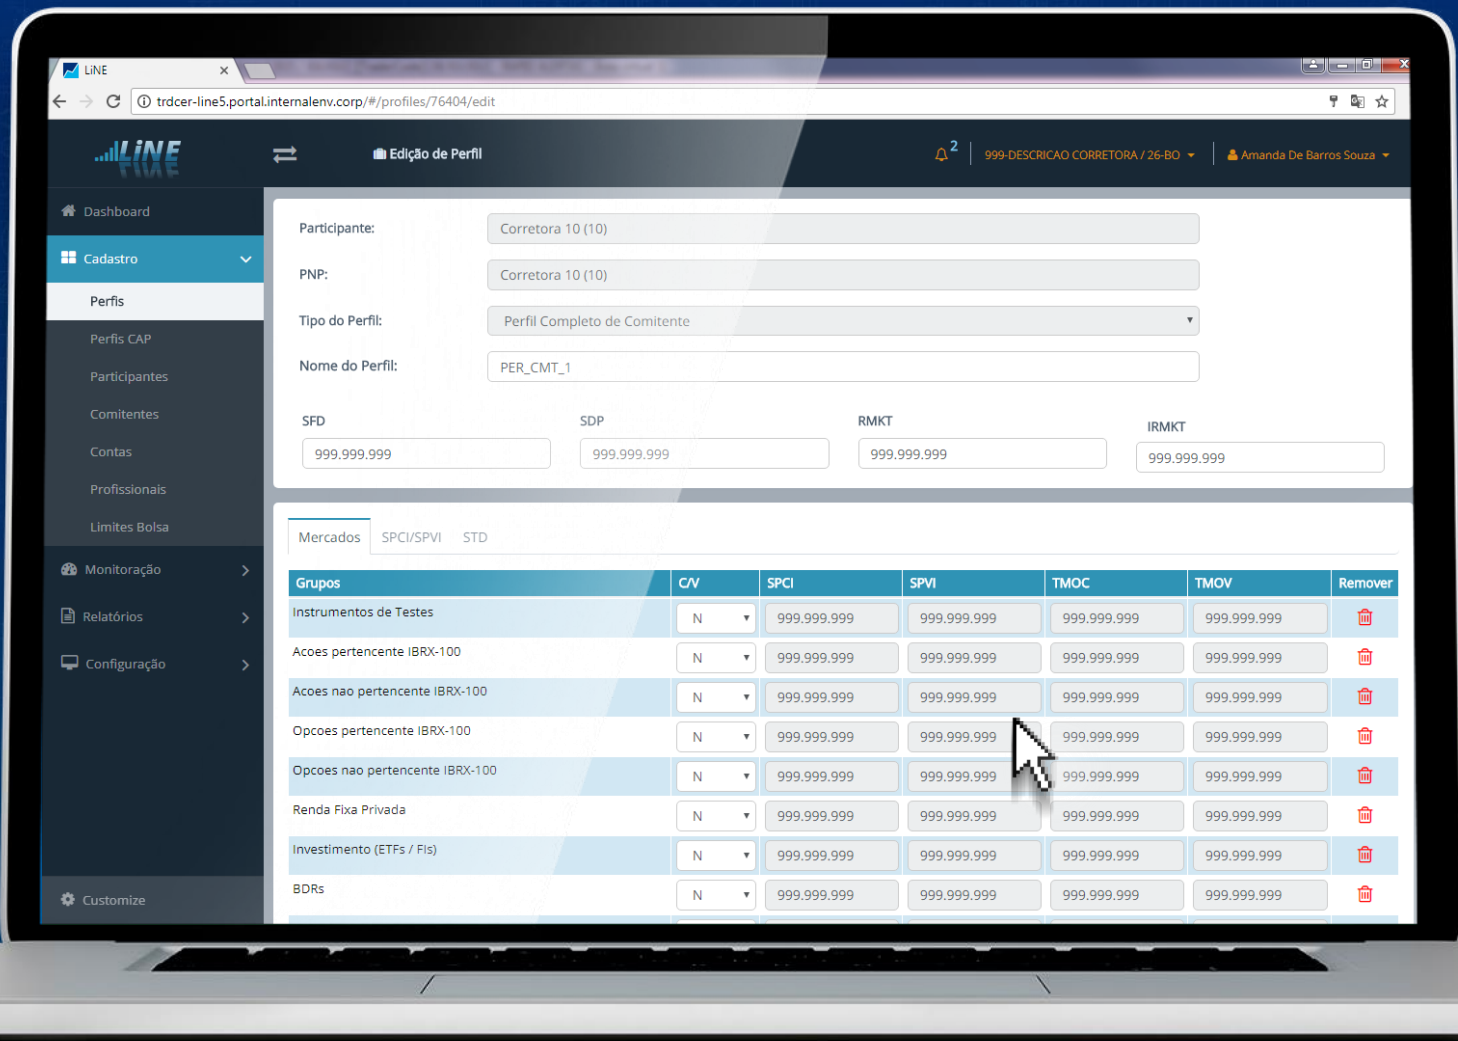 LiNE
trdcer-line5.portal.internalenv.corp/#/profiles/76404/edit
LiNE
Edição de Perfil
2
999-DESCRICAO CORRETORA / 26-BO
Amanda De Barros Souza
Dashboard
Cadastro
Perfis
Perfis CAP
Participantes
Comitentes
Contas
Profissionais
Limites Bolsa
Monitoração
Relatórios
Configuração
Customize
Participante:
Corretora 10 (10)
PNP:
Corretora 10 (10)
Tipo do Perfil:
Perfil Completo de Comitente
Nome do Perfil:
PER_CMT_1
SFD SDP RMKT IRMKT
999.999.999 999.999.999 999.999.999 999.999.999
Mercados SPCI/SPVI STD
Grupos C/V SPCI SPVI TMOC TMOV Remover
Instrumentos de Testes N 999.999.999 999.999.999 999.999.999 999.999.999
Acoes pertencente IBRX-100 N 999.999.999 999.999.999 999.999.999 999.999.999
Acoes nao pertencente IBRX-100 N 999.999.999 999.999.999 999.999.999 999.999.999
Opcoes pertencente IBRX-100 N 999.999.999 999.999.999 999.999.999 999.999.999
Opcoes nao pertencente IBRX-100 N 999.999.999 999.999.999 999.999.999 999.999.999
Renda Fixa Privada N 999.999.999 999.999.999 999.999.999 999.999.999
Investimento (ETFs / FIs) N 999.999.999 999.999.999 999.999.999 999.999.999
BDRs N 999.999.999 999.999.999 999.999.999 999.999.999